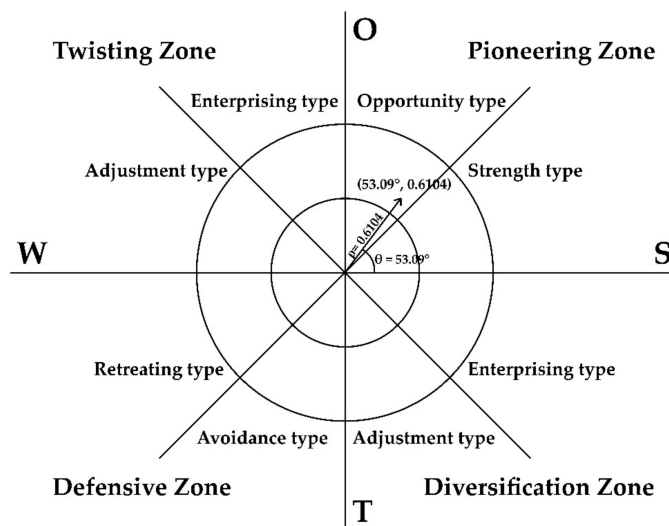 O
Twisting Zone
Pioneering Zone
Enterprising type
Opportunity type
Adjustment type
Strength type
(53.09°, 0.6104)
ρ= 0.6104
θ = 53.09°
W
S
Retreating type
Enterprising type
Avoidance type
Adjustment type
Defensive Zone
Diversification Zone
T